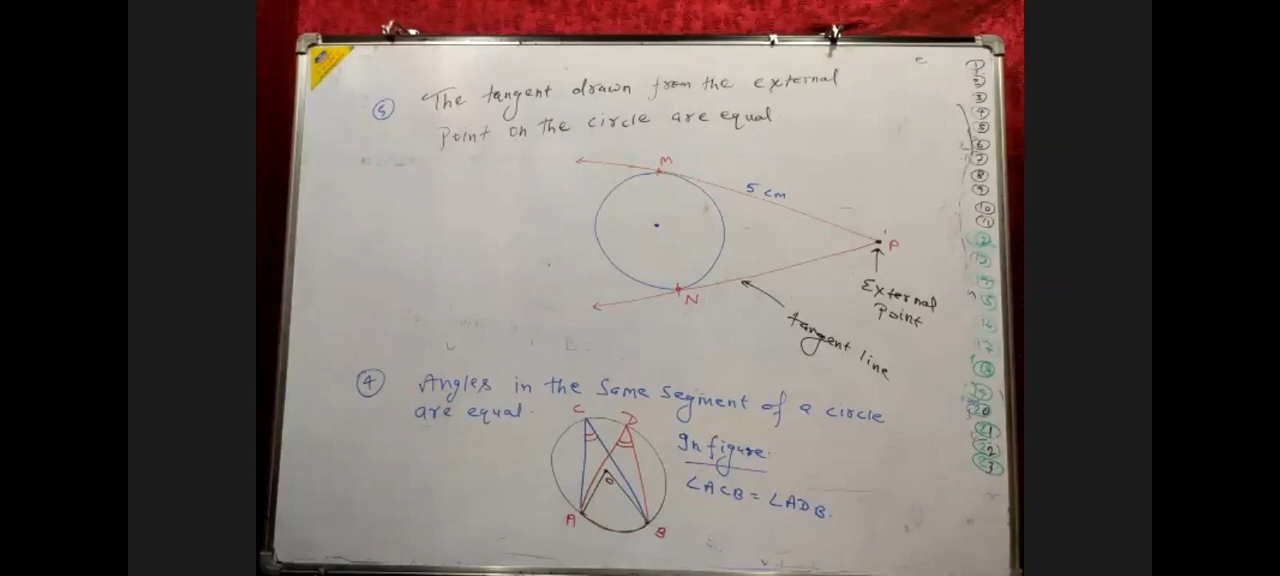 5 The tangent drawn from the external
Point on the circle are equal
M
5 cm
P
N
External
Point
tangent line
4 Angles in the Same Segment of a circle
are equal.
C D
In figure.
∠ACB = ∠ADB.
O
A
B